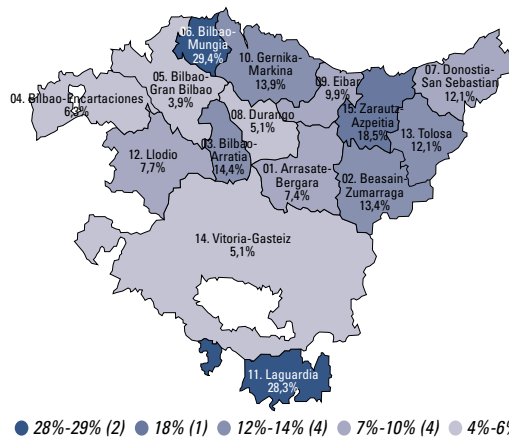 06. Bilbao-
Mungia
29,4%
10. Gernika-
Markina
13,9%
05. Bilbao-
Gran Bilbao
3,9%
09. Eibar
9,9%
07. Donostia-
San Sebastian
12,1%
04. Bilbao-Encartaciones
6,3%
08. Durango
5,1%
15. Zarautz-
Azpeitia
18,5%
13. Tolosa
12,1%
03. Bilbao-
Arratia
14,4%
12. Llodio
7,7%
01. Arrasate-
Bergara
7,4%
02. Beasain-
Zumarraga
13,4%
14. Vitoria-Gasteiz
5,1%
11. Laguardia
28,3%
28%-29% (2) 18% (1) 12%-14% (4) 7%-10% (4) 4%-6%